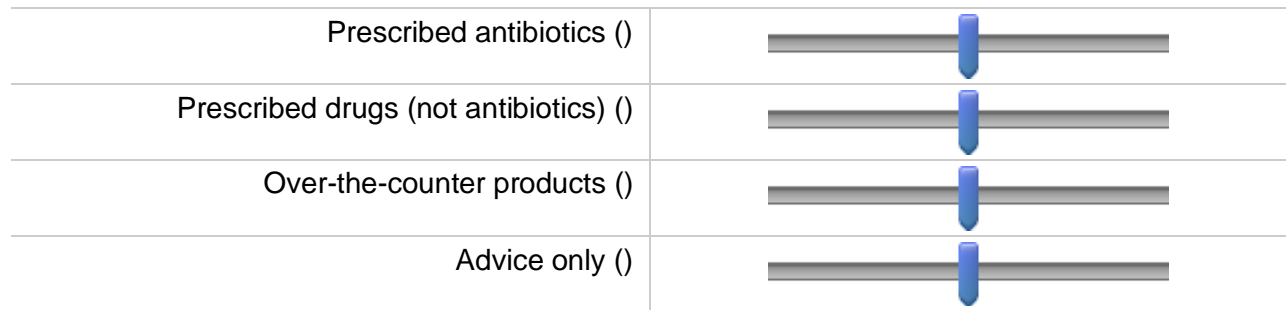 Prescribed antibiotics ()
Prescribed drugs (not antibiotics) ()
Over-the-counter products ()
Advice only ()